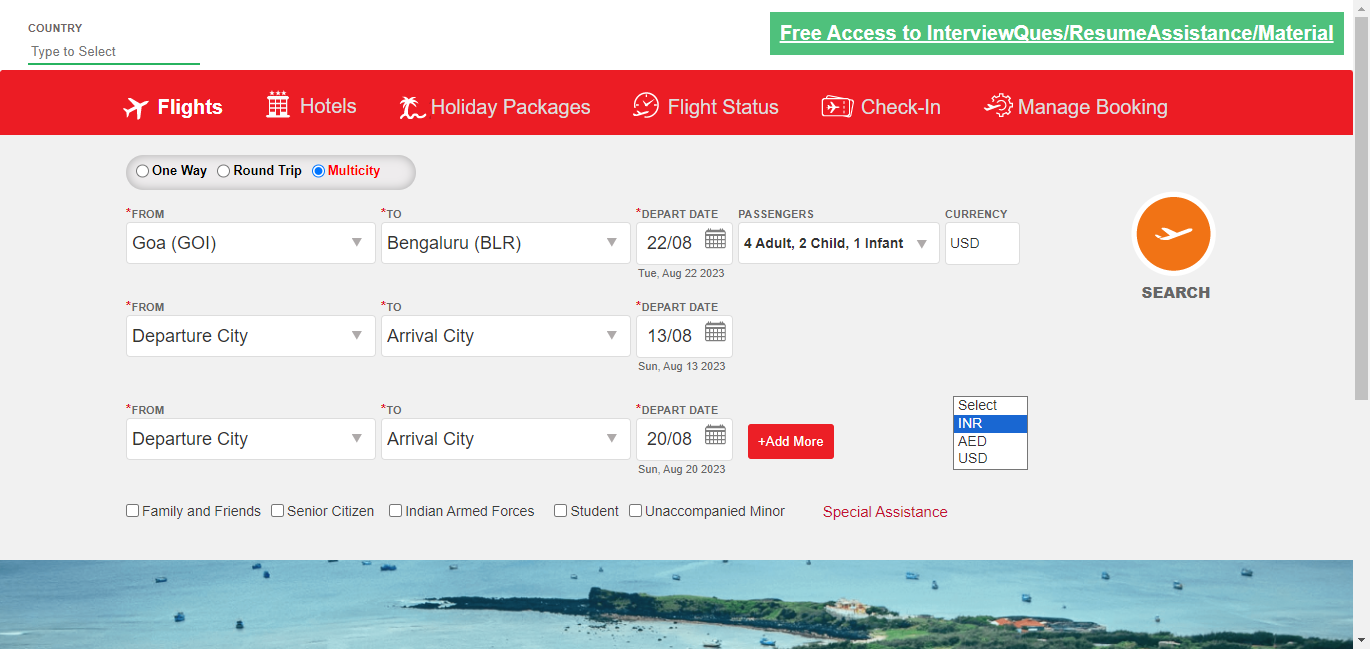 COUNTRY
Type to Select
Free Access to InterviewQues/ResumeAssistance/Material
Flights Hotels Holiday Packages Flight Status Check-In Manage Booking
One Way Round Trip Multicity
*FROM *TO *DEPART DATE PASSENGERS CURRENCY
Goa (GOI) Bengaluru (BLR) 22/08 4 Adult, 2 Child, 1 Infant USD
Tue, Aug 22 2023
SEARCH
*FROM *TO *DEPART DATE
Departure City Arrival City 13/08
Sun, Aug 13 2023
*FROM *TO *DEPART DATE
Departure City Arrival City 20/08 +Add More
Sun, Aug 20 2023
Select
INR
AED
USD
Family and Friends Senior Citizen Indian Armed Forces Student Unaccompanied Minor Special Assistance